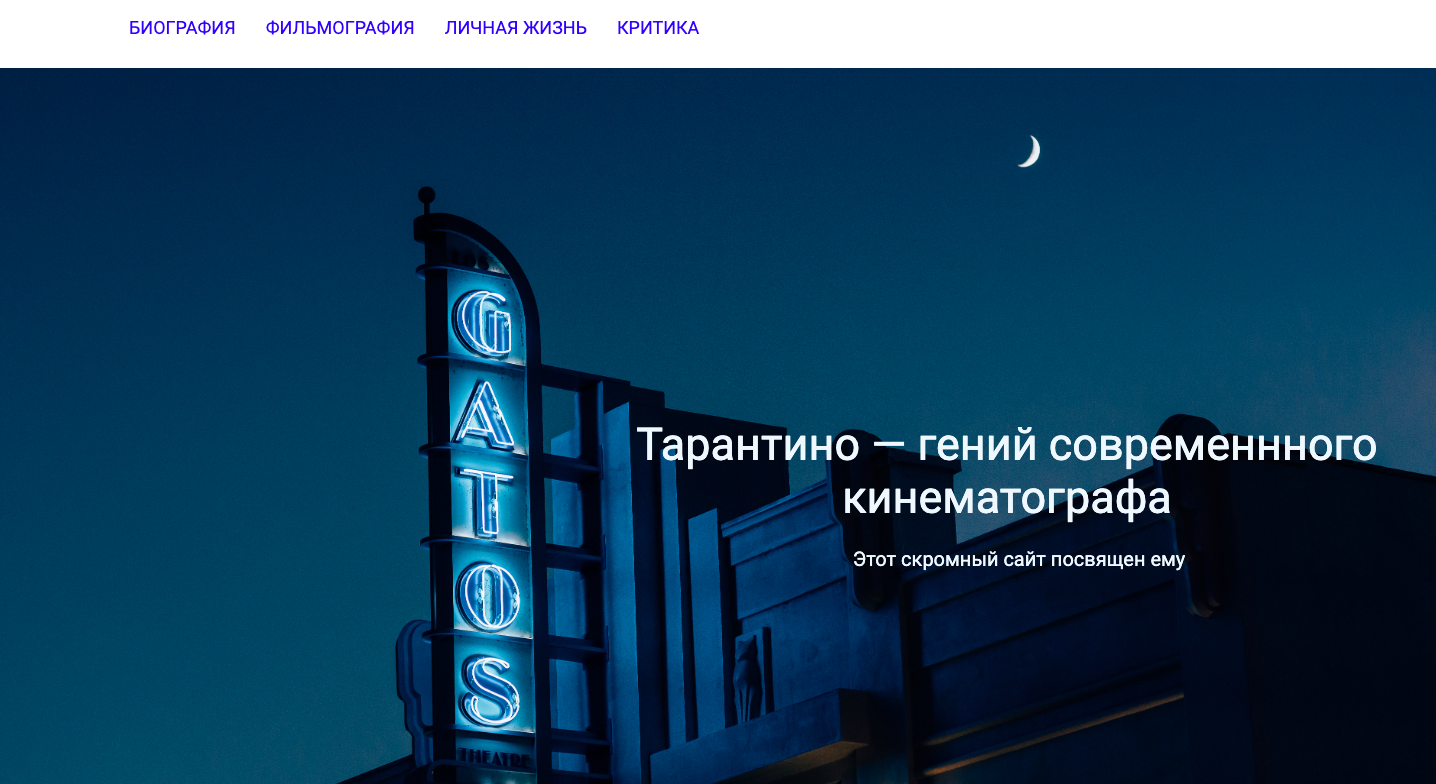 БИОГРАФИЯ ФИЛЬМОГРАФИЯ ЛИЧНАЯ ЖИЗНЬ КРИТИКА
GATOS
THEATRE
Тарантино — гений современнного
кинематографа
Этот скромный сайт посвящен ему